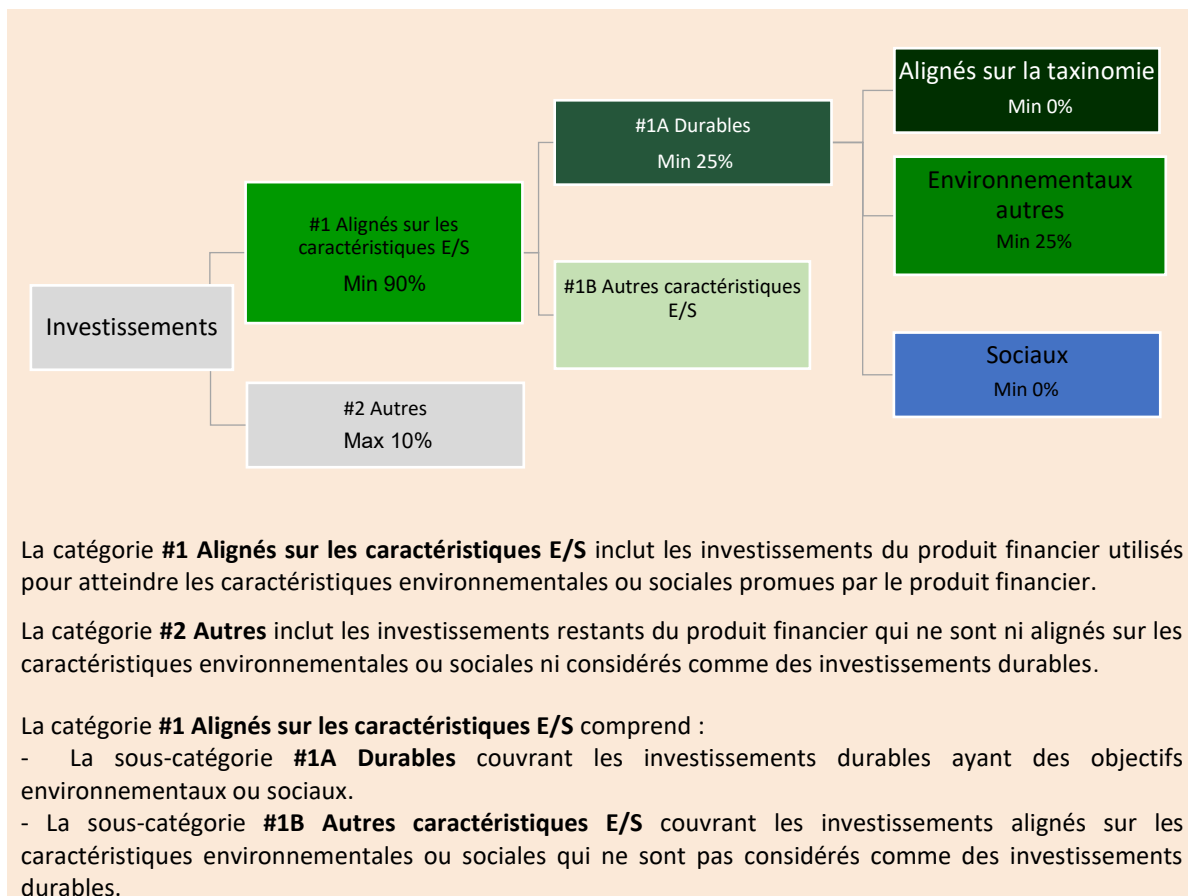 Investissements
#1 Alignés sur les
caractéristiques E/S
Min 90%
#2 Autres
Max 10%
#1A Durables
Min 25%
#1B Autres caractéristiques
E/S
Alignés sur la taxinomie
Min 0%
Environnementaux
autres
Min 25%
Sociaux
Min 0%
La catégorie #1 Alignés sur les caractéristiques E/S inclut les investissements du produit financier utilisés
pour atteindre les caractéristiques environnementales ou sociales promues par le produit financier.
La catégorie #2 Autres inclut les investissements restants du produit financier qui ne sont ni alignés sur les
caractéristiques environnementales ou sociales ni considérés comme des investissements durables.
La catégorie #1 Alignés sur les caractéristiques E/S comprend :
- La sous-catégorie #1A Durables couvrant les investissements durables ayant des objectifs
environnementaux ou sociaux.
- La sous-catégorie #1B Autres caractéristiques E/S couvrant les investissements alignés sur les
caractéristiques environnementales ou sociales qui ne sont pas considérés comme des investissements
durables.